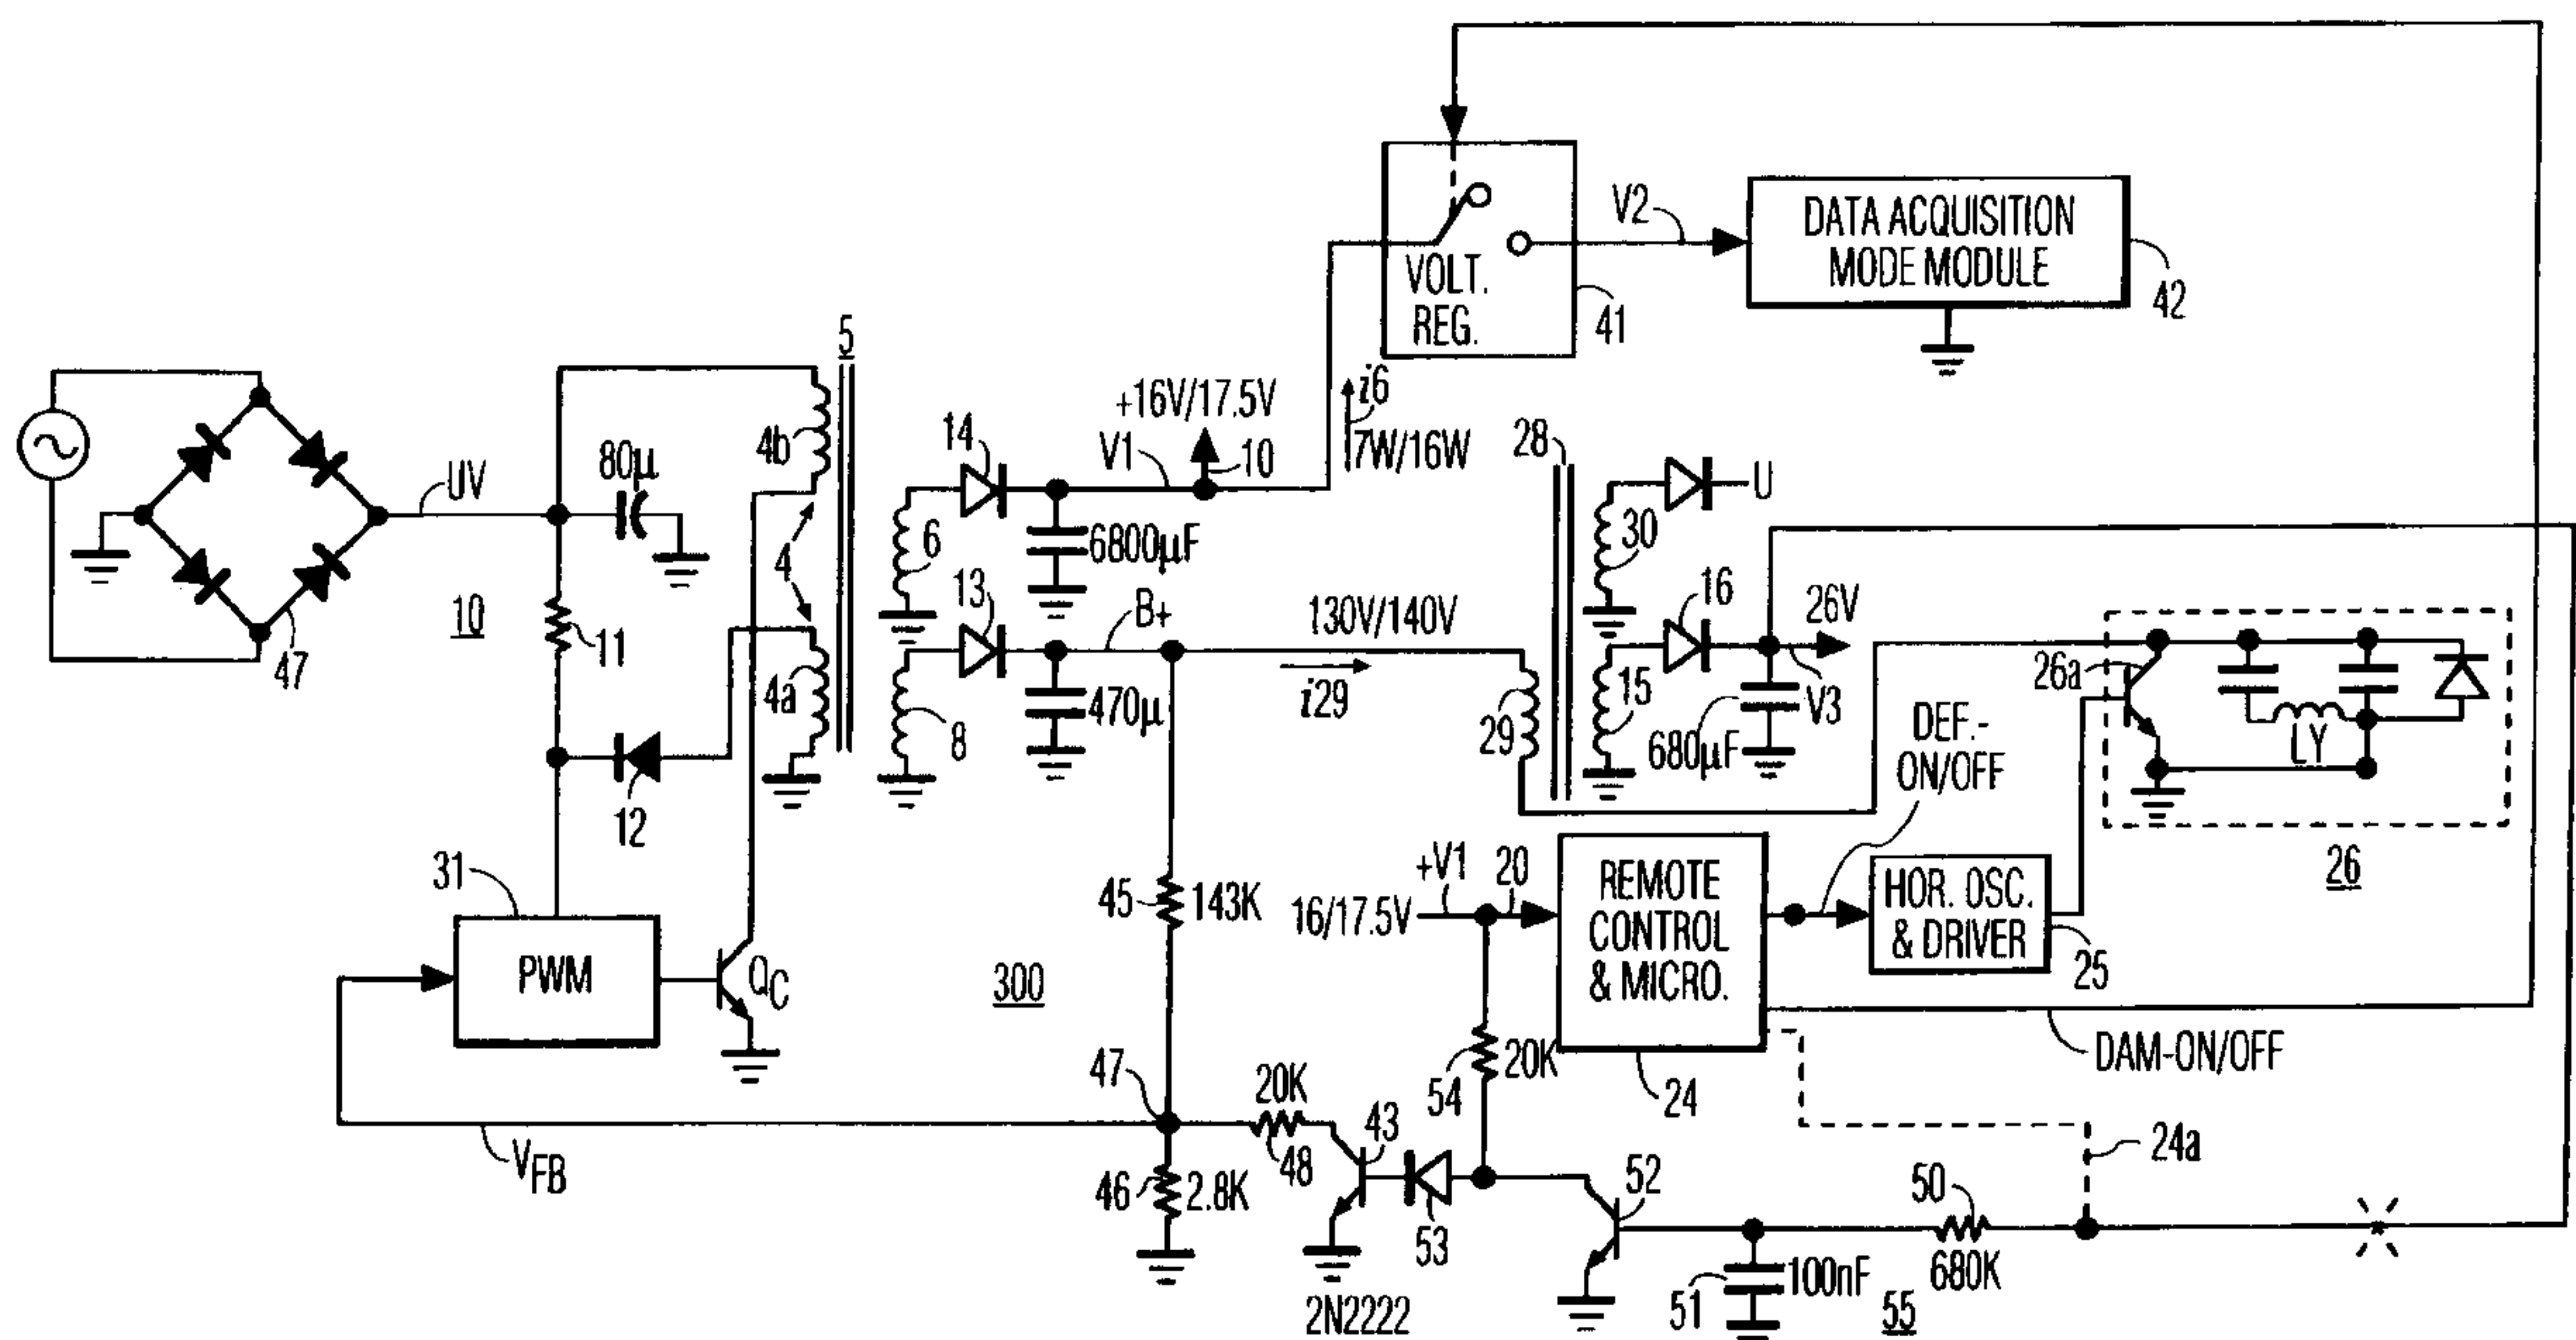 V2
DATA ACQUISITION
MODE MODULE
42
VOLT.
REG.
41
5
+16V/17.5V
i6
7W/16W
14
V1
10
28
4b
80μ
UV
U
6
30
6800μF
4
13
16
B+
130V/140V
26V
10
11
47
4a
26a
470μ
i29
29
15
V3
8
680μF
LY
DEF.-
ON/OFF
12
31
+V1
20
REMOTE
CONTROL
& MICRO.
HOR. OSC.
& DRIVER
26
45
143K
16/17.5V
25
PWM
QC
300
DAM-ON/OFF
54
20K
24
47
20K
48
43
24a
VFB
46
2.8K
52
50
53
680K
100nF
51
55
2N2222